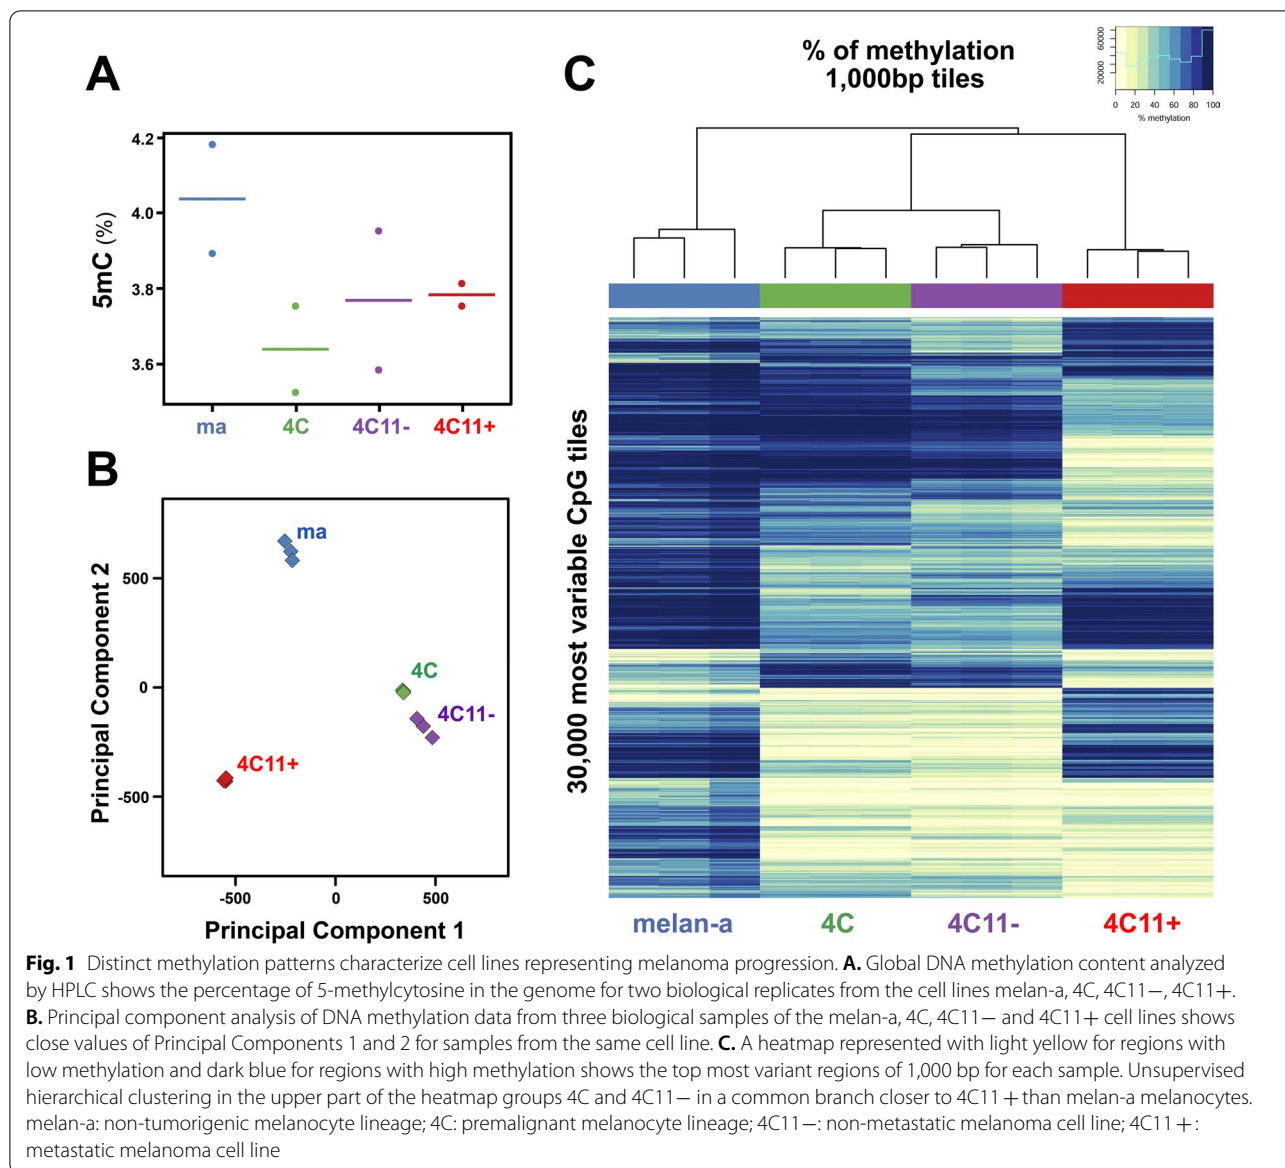 A
5mC (%)
4.2
4.0
3.8
3.6
ma
4C
4C11-
4C11+
B
Principal Component 2
500
0
-500
ma
4C
4C11-
4C11+
-500
0
500
Principal Component 1
C
% of methylation
1,000bp tiles
20000
60000
0 20 40 60 80 100
% methylation
30,000 most variable CpG tiles
melan-a
4C
4C11-
4C11+
Fig. 1 Distinct methylation patterns characterize cell lines representing melanoma progression. A. Global DNA methylation content analyzed
by HPLC shows the percentage of 5-methylcytosine in the genome for two biological replicates from the cell lines melan-a, 4C, 4C11−, 4C11+.
B. Principal component analysis of DNA methylation data from three biological samples of the melan-a, 4C, 4C11− and 4C11+ cell lines shows
close values of Principal Components 1 and 2 for samples from the same cell line. C. A heatmap represented with light yellow for regions with
low methylation and dark blue for regions with high methylation shows the top most variant regions of 1,000 bp for each sample. Unsupervised
hierarchical clustering in the upper part of the heatmap groups 4C and 4C11− in a common branch closer to 4C11 + than melan-a melanocytes.
melan-a: non-tumorigenic melanocyte lineage; 4C: premalignant melanocyte lineage; 4C11−: non-metastatic melanoma cell line; 4C11 + :
metastatic melanoma cell line